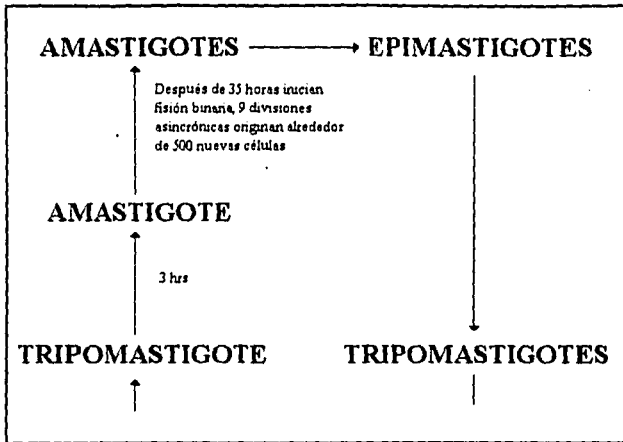 AMASTIGOTES EPIMASTIGOTES
Después de 35 horas inician
fisión binaria, 9 divisiones
asincrónicas originan alrededor
de 500 nuevas células
AMASTIGOTE
3 hrs
TRIPOMASTIGOTE TRIPOMASTIGOTES